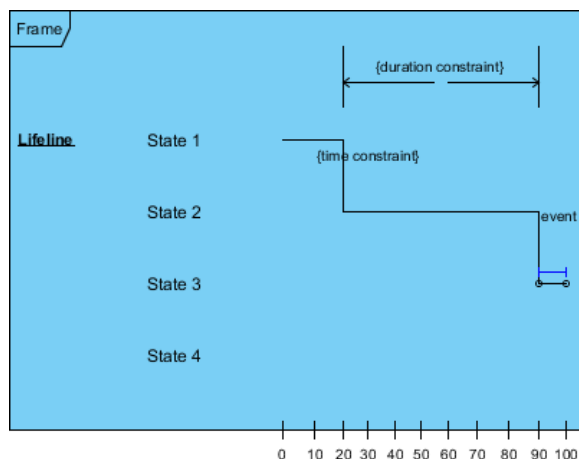 Frame
{duration constraint}
Lifeline
State 1
{time constraint}
State 2
event
State 3
State 4
0 10 20 30 40 50 60 70 80 90 100